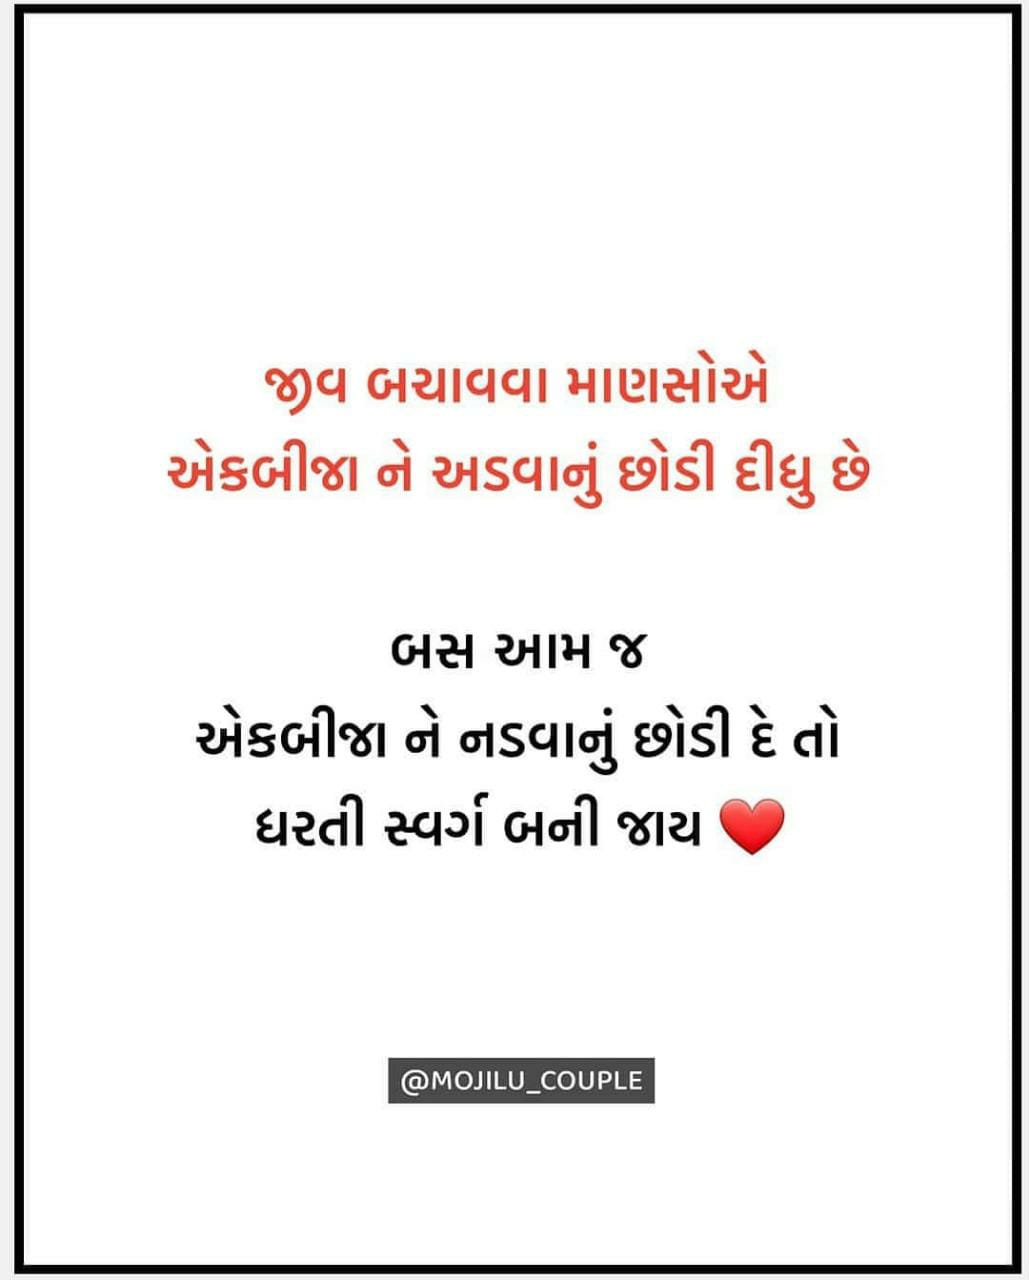 જીવ બચાવવા માણસોએ
એકબીજા ને અડવાનું છોડી દીધુ છે
બસ આમ જ
એકબીજા ને નડવાનું છોડી દે તો
ધરતી સ્વર્ગ બની જાય ❤️
@MOJILU_COUPLE